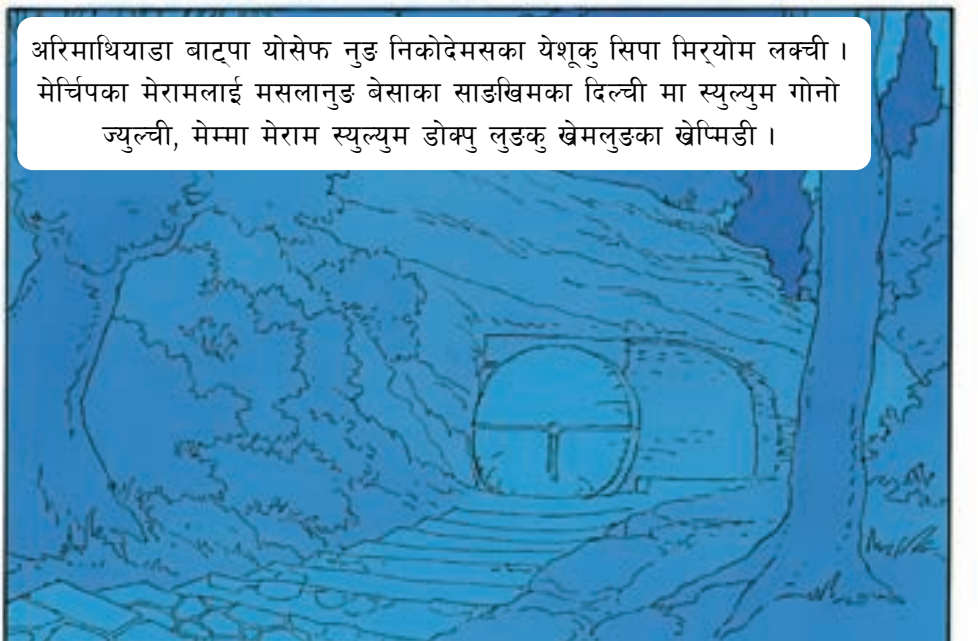 अरिमाथियाडा बाट्पा योसेफ नुङ निकोदेमसका येशूकु सिपा मिर्‌योम लक्ची ।
मेर्चिपका मेरामलाई मसलानुङ बेसाका साङखिमका दिल्ची मा स्युल्युम गोनो
ज्युल्ची, मेम्मा मेराम स्युल्युम डोक्पु लुङकु खेमलुङका खेप्मिडी ।